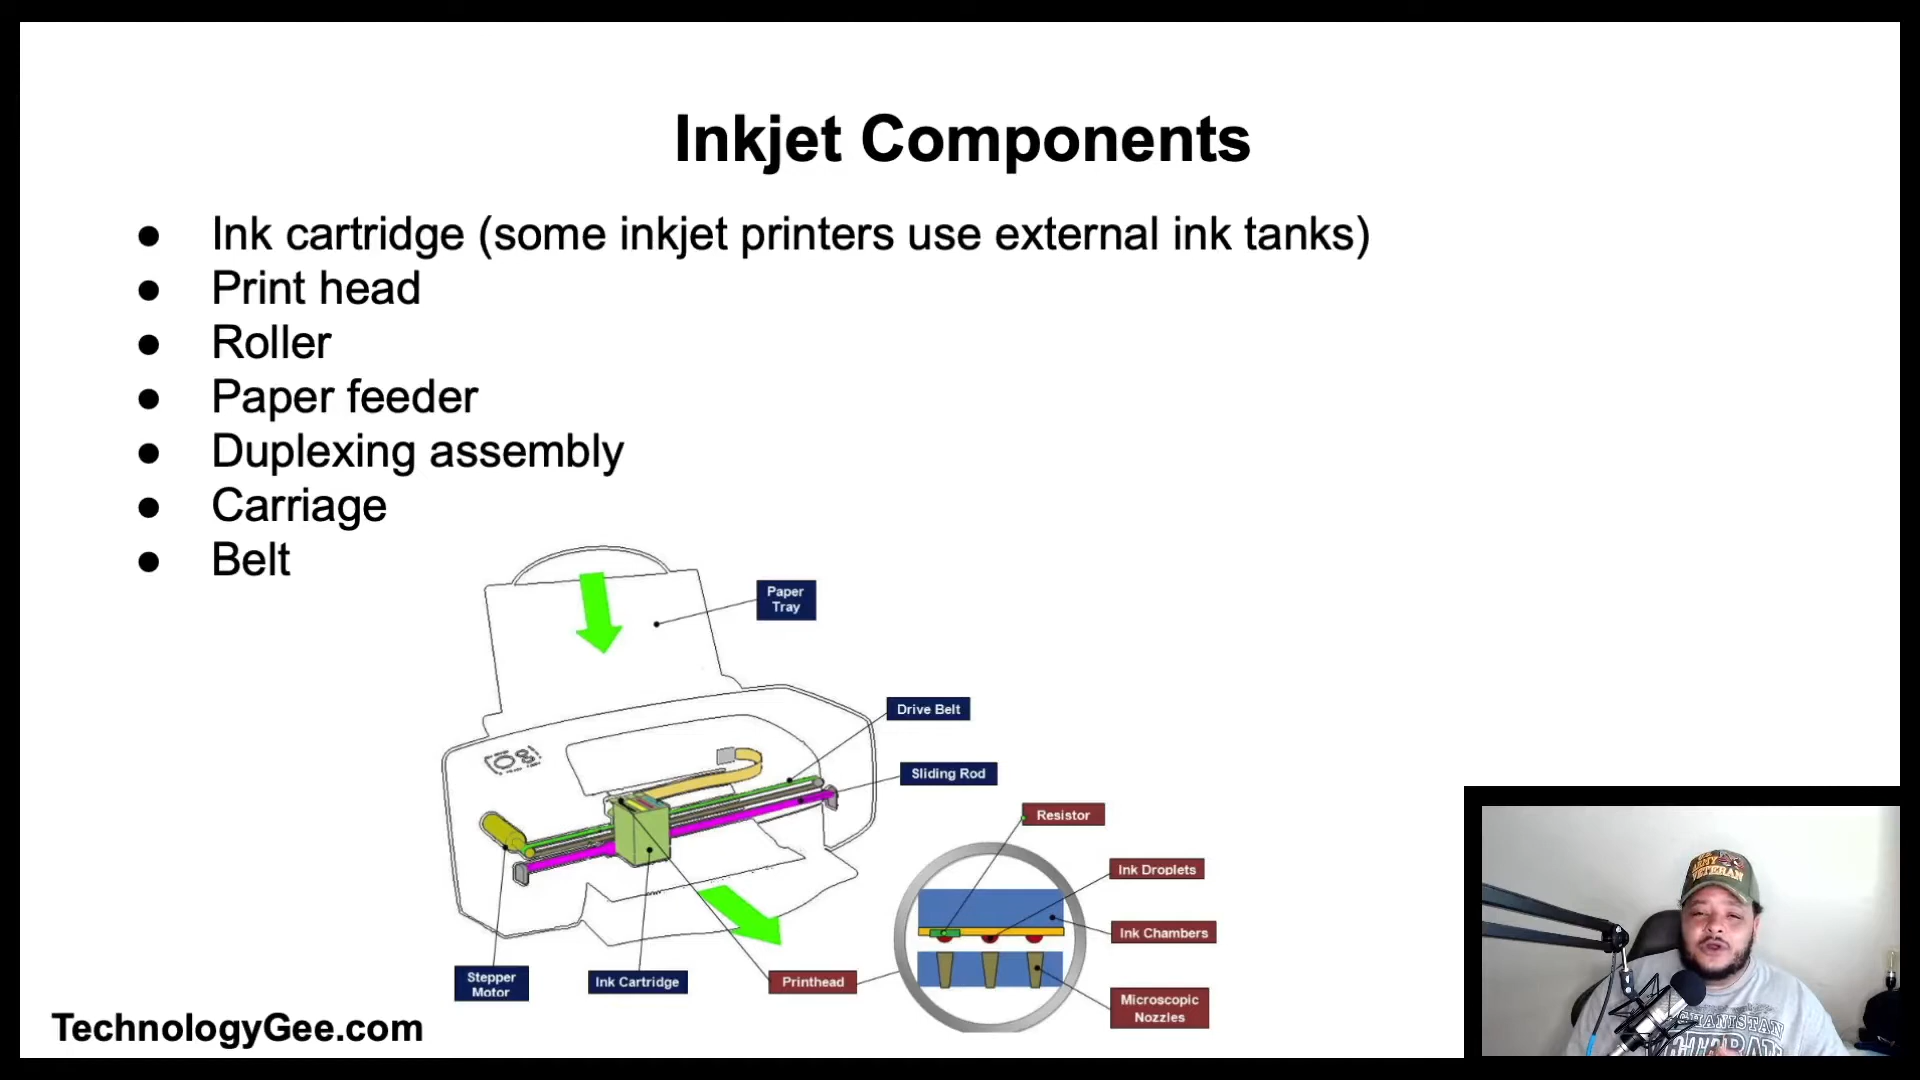 Inkjet Components
● Ink cartridge (some inkjet printers use external ink tanks)
● Print head
● Roller
● Paper feeder
● Duplexing assembly
● Carriage
● Belt
Paper
Tray
Drive Belt
Sliding Rod
Resistor
Ink Droplets
Ink Chambers
Stepper
Motor
Ink Cartridge
Printhead
Microscopic
Nozzles
TechnologyGee.com
ARMY
VETERAN